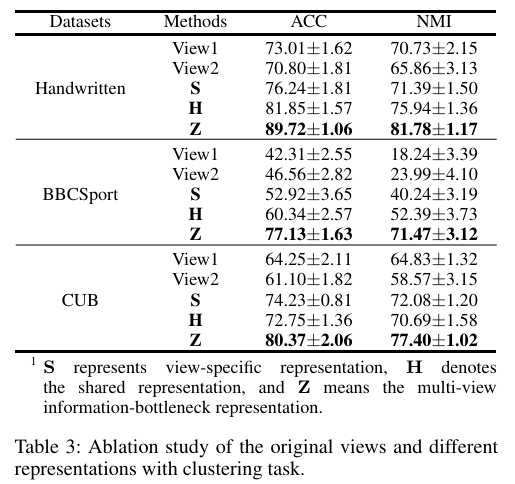 Datasets Methods ACC NMI
View1 73.01±1.62 70.73±2.15
View2 70.80±1.81 65.86±3.13
Handwritten S 76.24±1.81 71.39±1.50
H 81.85±1.57 75.94±1.36
Z 89.72±1.06 81.78±1.17
View1 42.31±2.55 18.24±3.39
View2 46.56±2.82 23.99±4.10
BBCSport S 52.92±3.65 40.24±3.19
H 60.34±2.57 52.39±3.73
Z 77.13±1.63 71.47±3.12
View1 64.25±2.11 64.83±1.32
View2 61.10±1.82 58.57±3.15
CUB S 74.23±0.81 72.08±1.20
H 72.75±1.36 70.69±1.58
Z 80.37±2.06 77.40±1.02
1 S represents view-specific representation, H denotes
the shared representation, and Z means the multi-view
information-bottleneck representation.
Table 3: Ablation study of the original views and different
representations with clustering task.